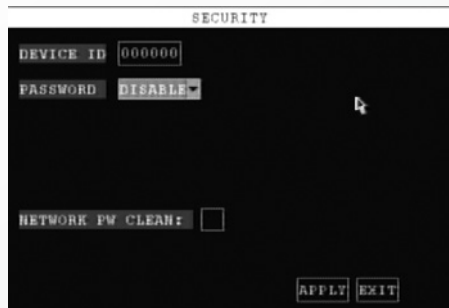 SECURITY
DEVICE ID 000000
PASSWORD DISABLE
NETWORK PW CLEAN:
APPLY EXIT